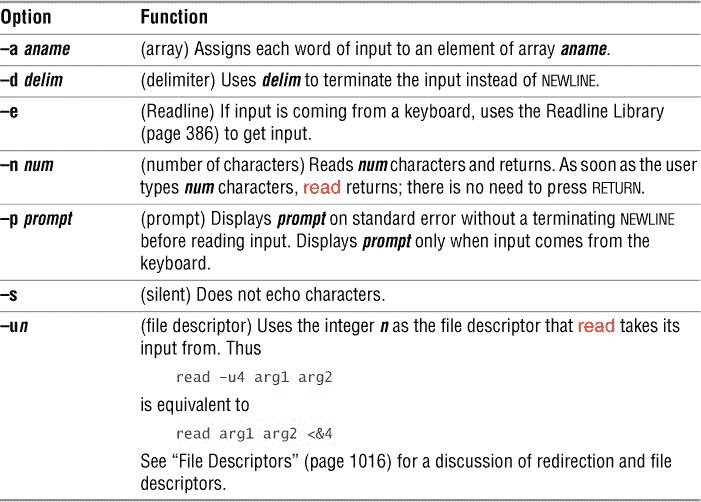 Option Function
–a aname (array) Assigns each word of input to an element of array aname.
–d delim (delimiter) Uses delim to terminate the input instead of NEWLINE.
–e (Readline) If input is coming from a keyboard, uses the Readline Library
(page 386) to get input.
–n num (number of characters) Reads num characters and returns. As soon as the user
types num characters, read returns; there is no need to press RETURN.
–p prompt (prompt) Displays prompt on standard error without a terminating NEWLINE
before reading input. Displays prompt only when input comes from the
keyboard.
–s (silent) Does not echo characters.
–un (file descriptor) Uses the integer n as the file descriptor that read takes its
input from. Thus
read –u4 arg1 arg2
is equivalent to
read arg1 arg2 <&4
See “File Descriptors” (page 1016) for a discussion of redirection and file
descriptors.